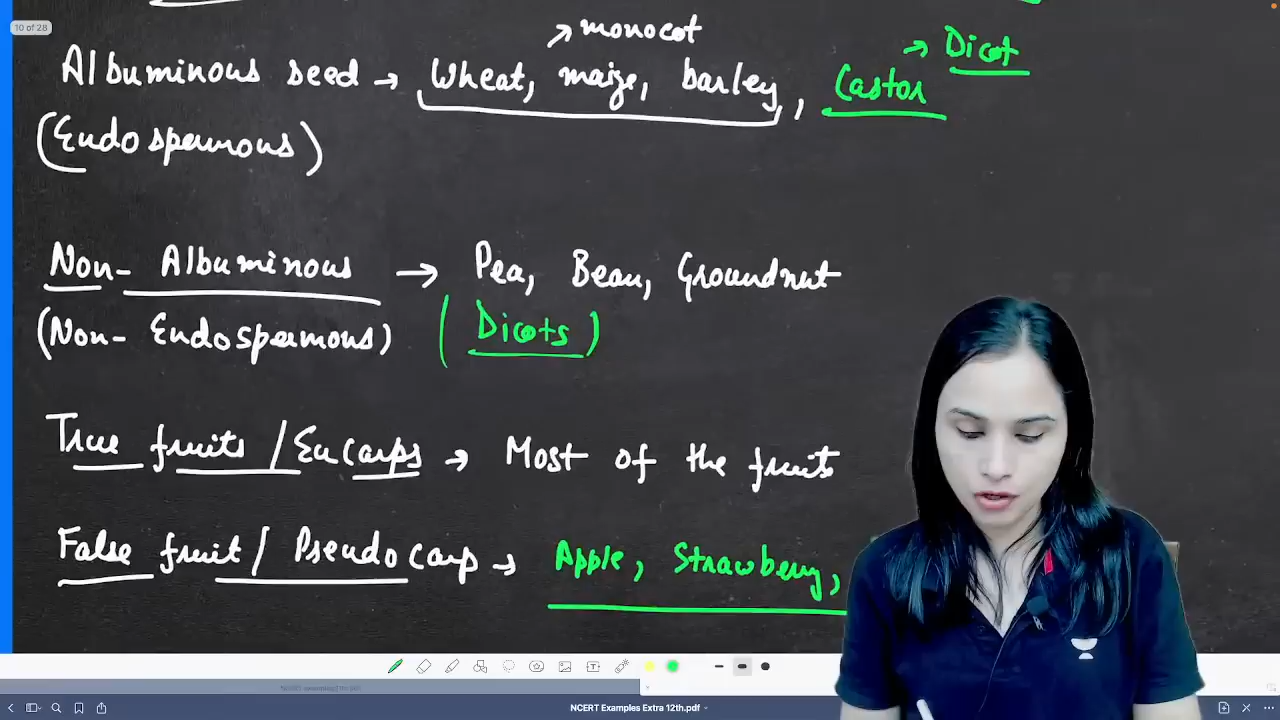 10 of 28
→ monocot
→ Dicot
Albuminous seed → Wheat, maize, barley, Castor
(Endospermous)
Non- Albuminous → Pea, Bean, Groundnut
(Non- Endospermous) (Dicots)
True fruits / Eucarps → Most of the fruits
False fruit / Pseudocarp → Apple, Strawberry,
NCERT Examples Extra 12th.pdf